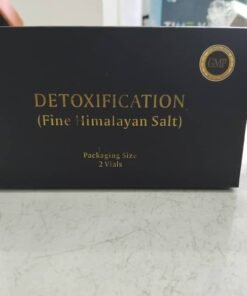 GMP
DETOXIFICATION
(Fine Himalayan Salt)
Packaging Size
2 Vials